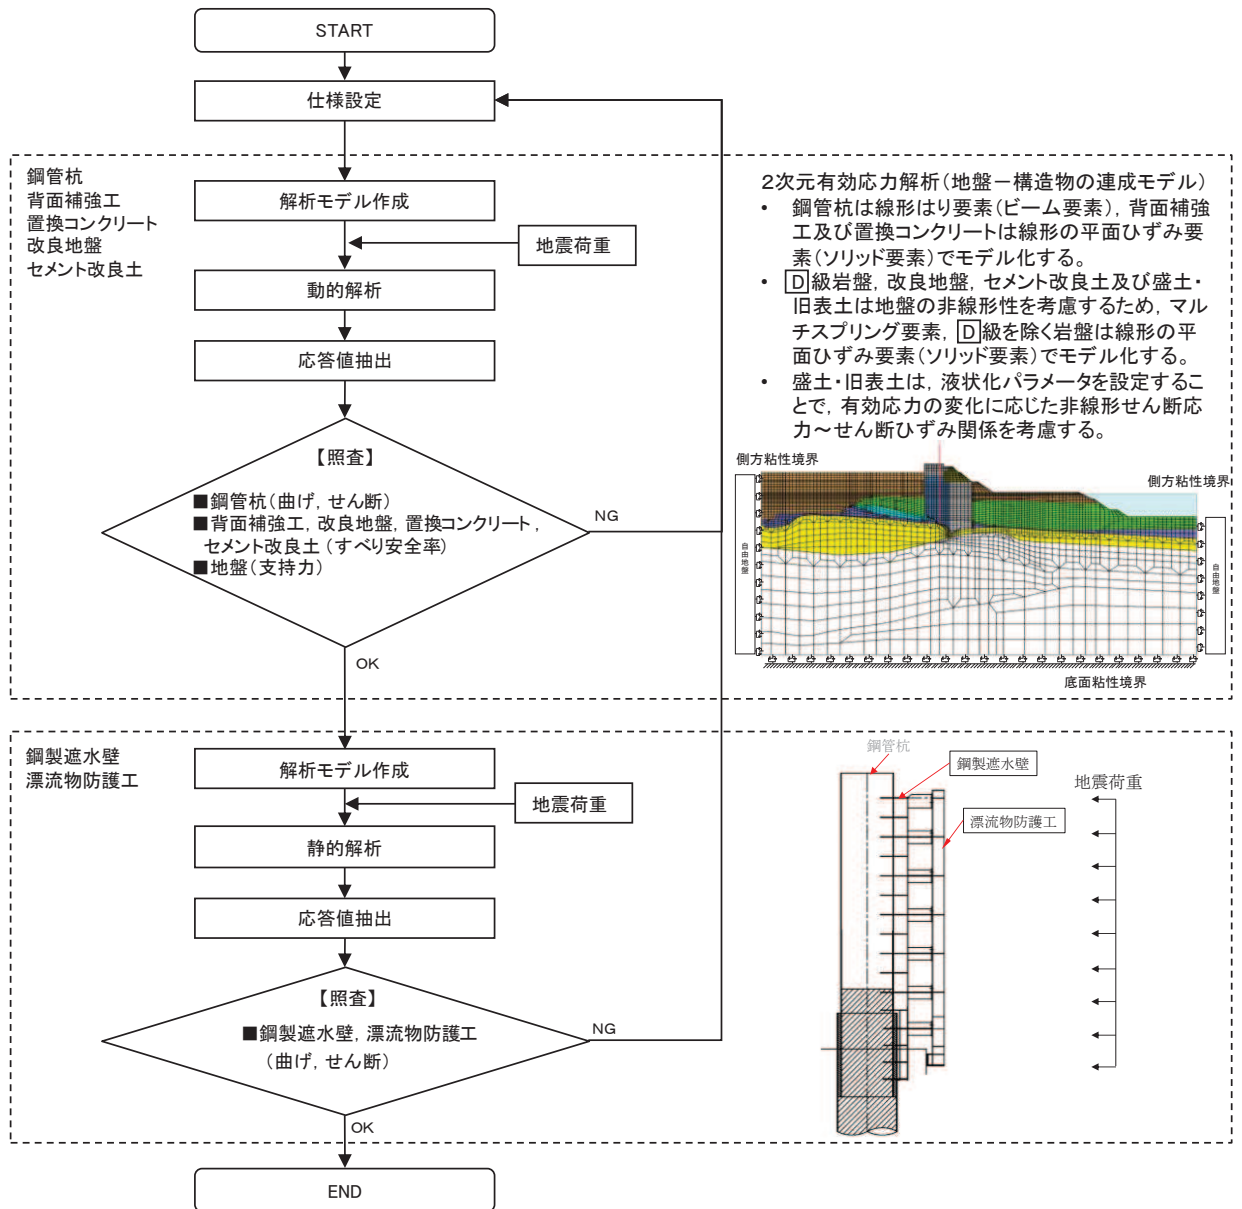 START
仕様設定
鋼管杭
背面補強工
置換コンクリート
改良地盤
セメント改良土
解析モデル作成
地震荷重
動的解析
応答値抽出
【照査】
■鋼管杭(曲げ，せん断)
■背面補強工，改良地盤，置換コンクリート，
セメント改良土(すべり安全率)
■地盤(支持力)
NG
OK
2次元有効応力解析(地盤－構造物の連成モデル)
• 鋼管杭は線形はり要素(ビーム要素)，背面補強
工及び置換コンクリートは線形の平面ひずみ要
素(ソリッド要素)でモデル化する。
• D級岩盤，改良地盤，セメント改良土及び盛土・
旧表土は地盤の非線形性を考慮するため，マル
チスプリング要素，D級を除く岩盤は線形の平
面ひずみ要素(ソリッド要素)でモデル化する。
• 盛土・旧表土は，液状化パラメータを設定するこ
とで，有効応力の変化に応じた非線形せん断応
力～せん断ひずみ関係を考慮する。
側方粘性境界
側方粘性境界
自由地盤
自由地盤
底面粘性境界
鋼製遮水壁
漂流物防護工
解析モデル作成
地震荷重
静的解析
応答値抽出
【照査】
■鋼製遮水壁，漂流物防護工
(曲げ，せん断)
NG
OK
END
鋼管杭
鋼製遮水壁
漂流物防護工
地震荷重